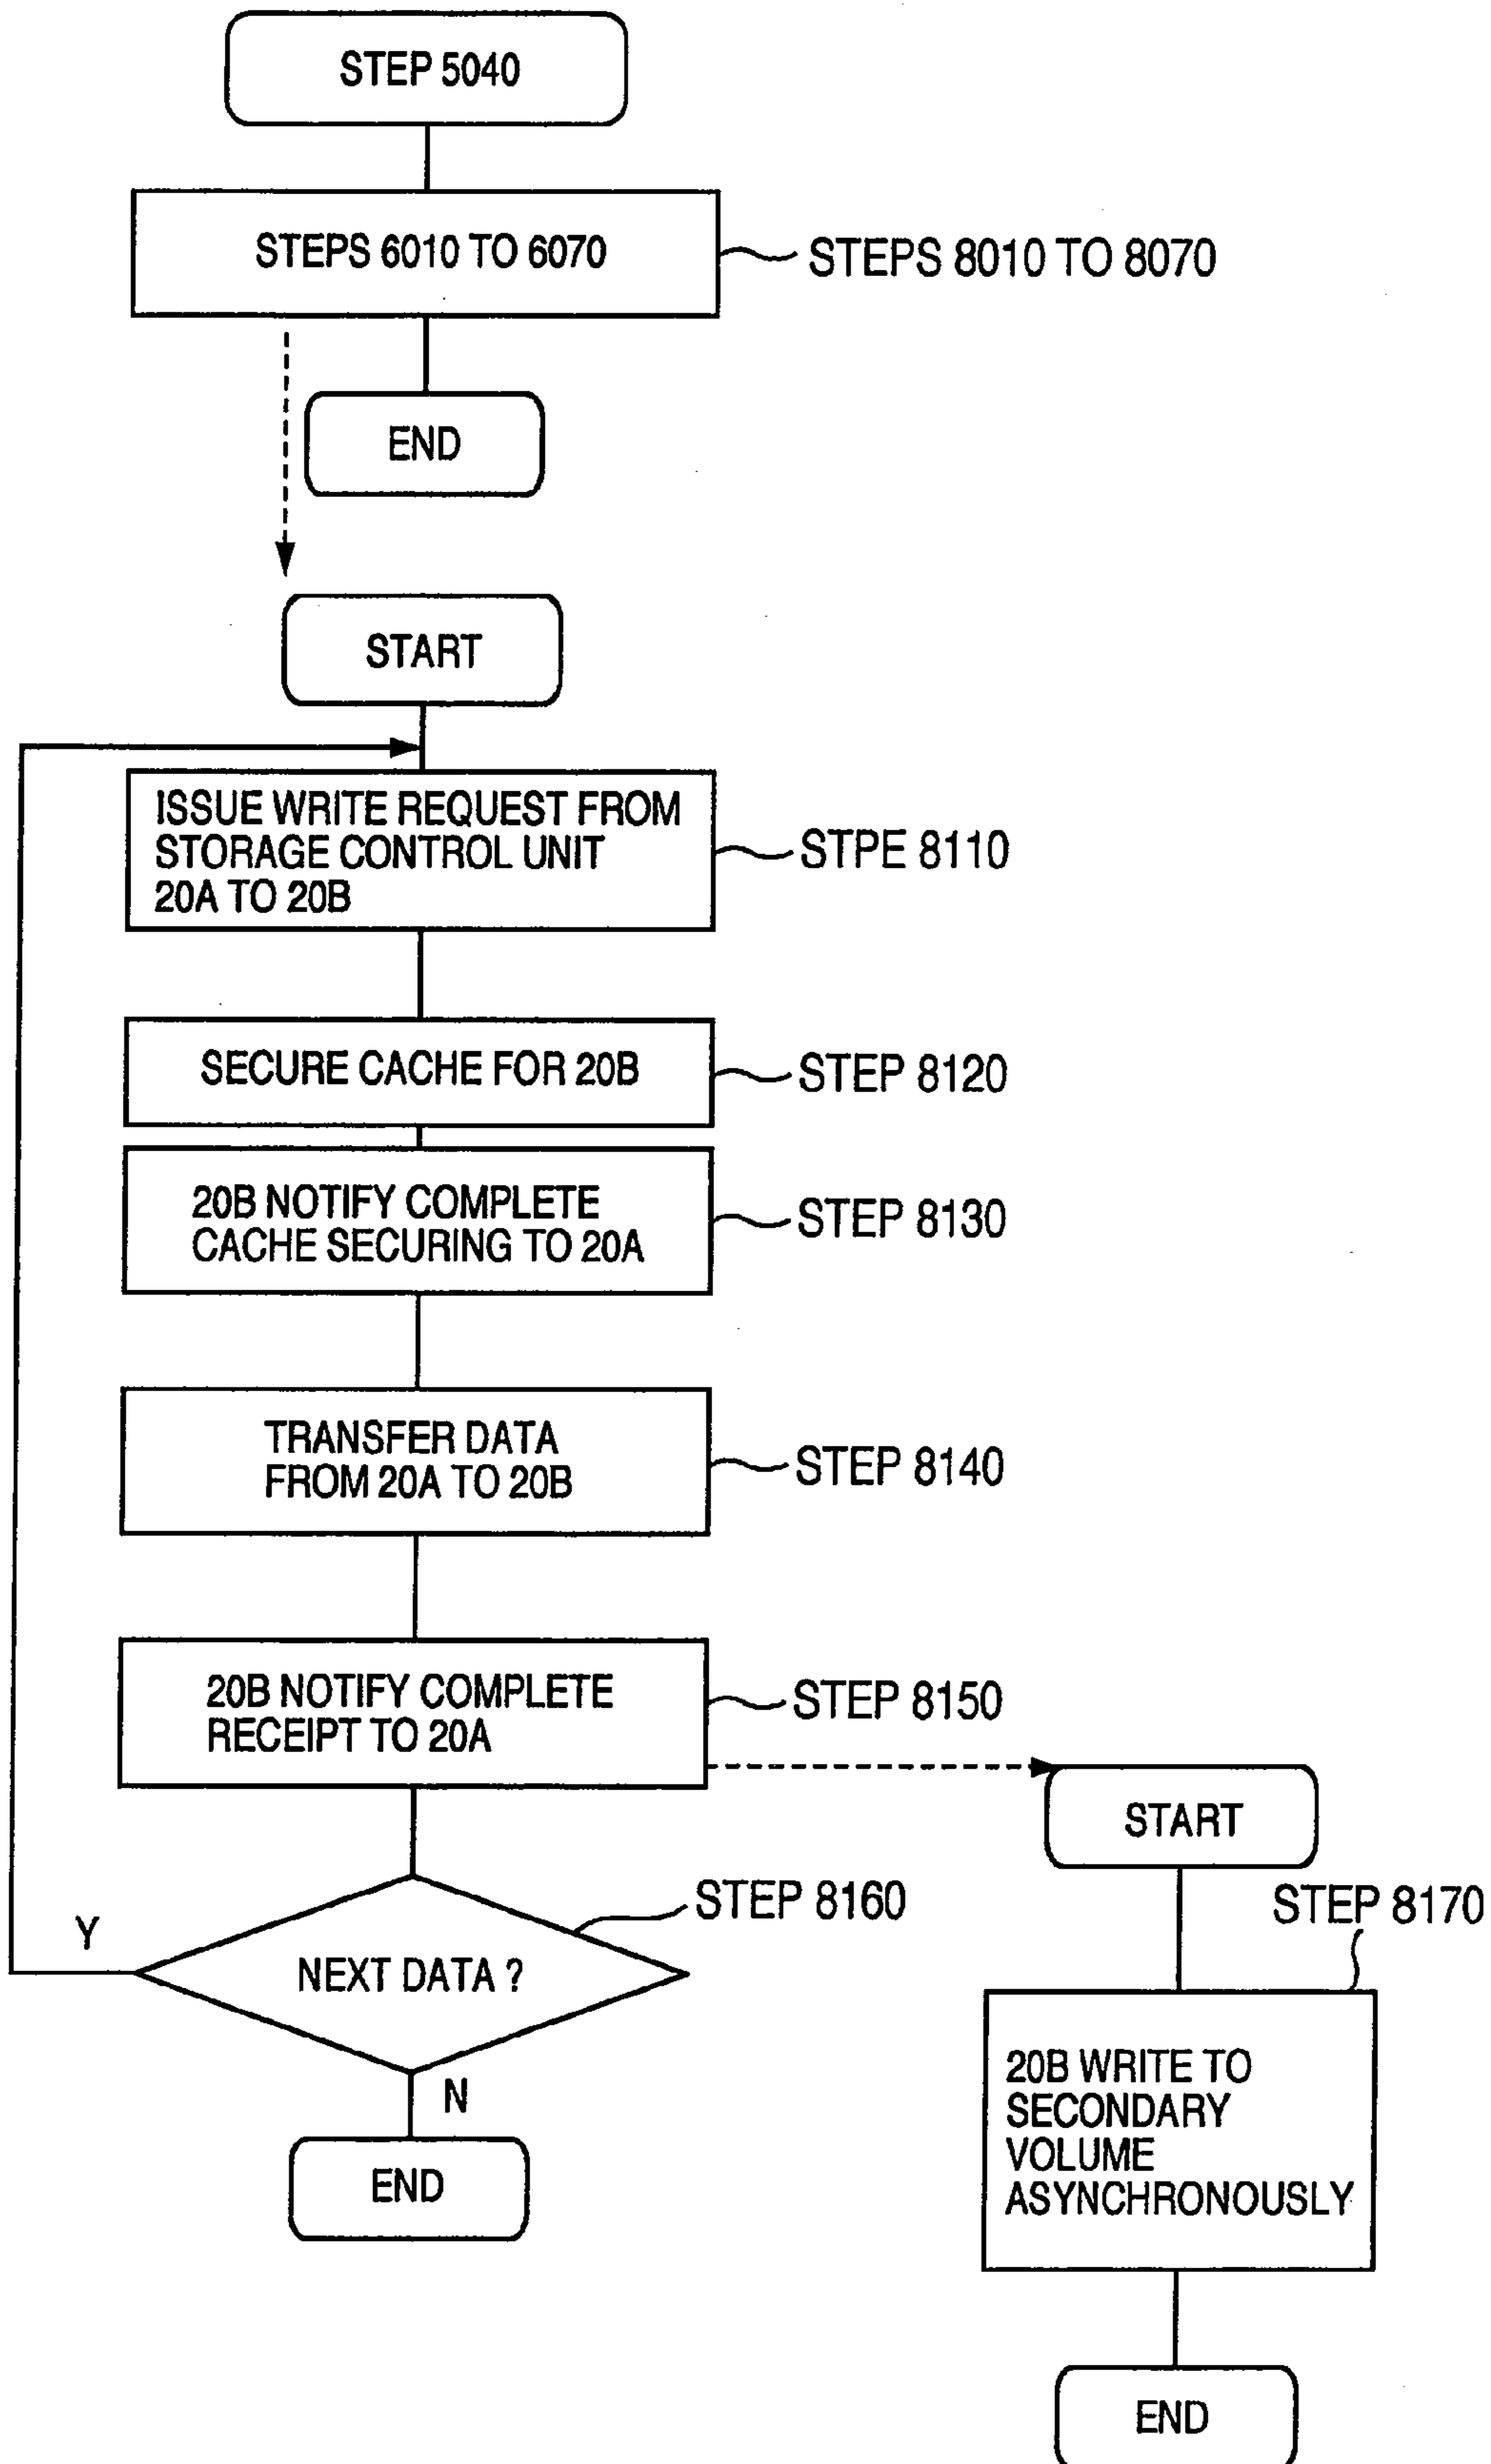 STEP 5040
STEPS 6010 TO 6070
STEPS 8010 TO 8070
END
START
ISSUE WRITE REQUEST FROM
STORAGE CONTROL UNIT
20A TO 20B
STPE 8110
SECURE CACHE FOR 20B
STEP 8120
20B NOTIFY COMPLETE
CACHE SECURING TO 20A
STEP 8130
TRANSFER DATA
FROM 20A TO 20B
STEP 8140
20B NOTIFY COMPLETE
RECEIPT TO 20A
STEP 8150
START
STEP 8160
STEP 8170
Y
NEXT DATA ?
N
END
20B WRITE TO
SECONDARY
VOLUME
ASYNCHRONOUSLY
END